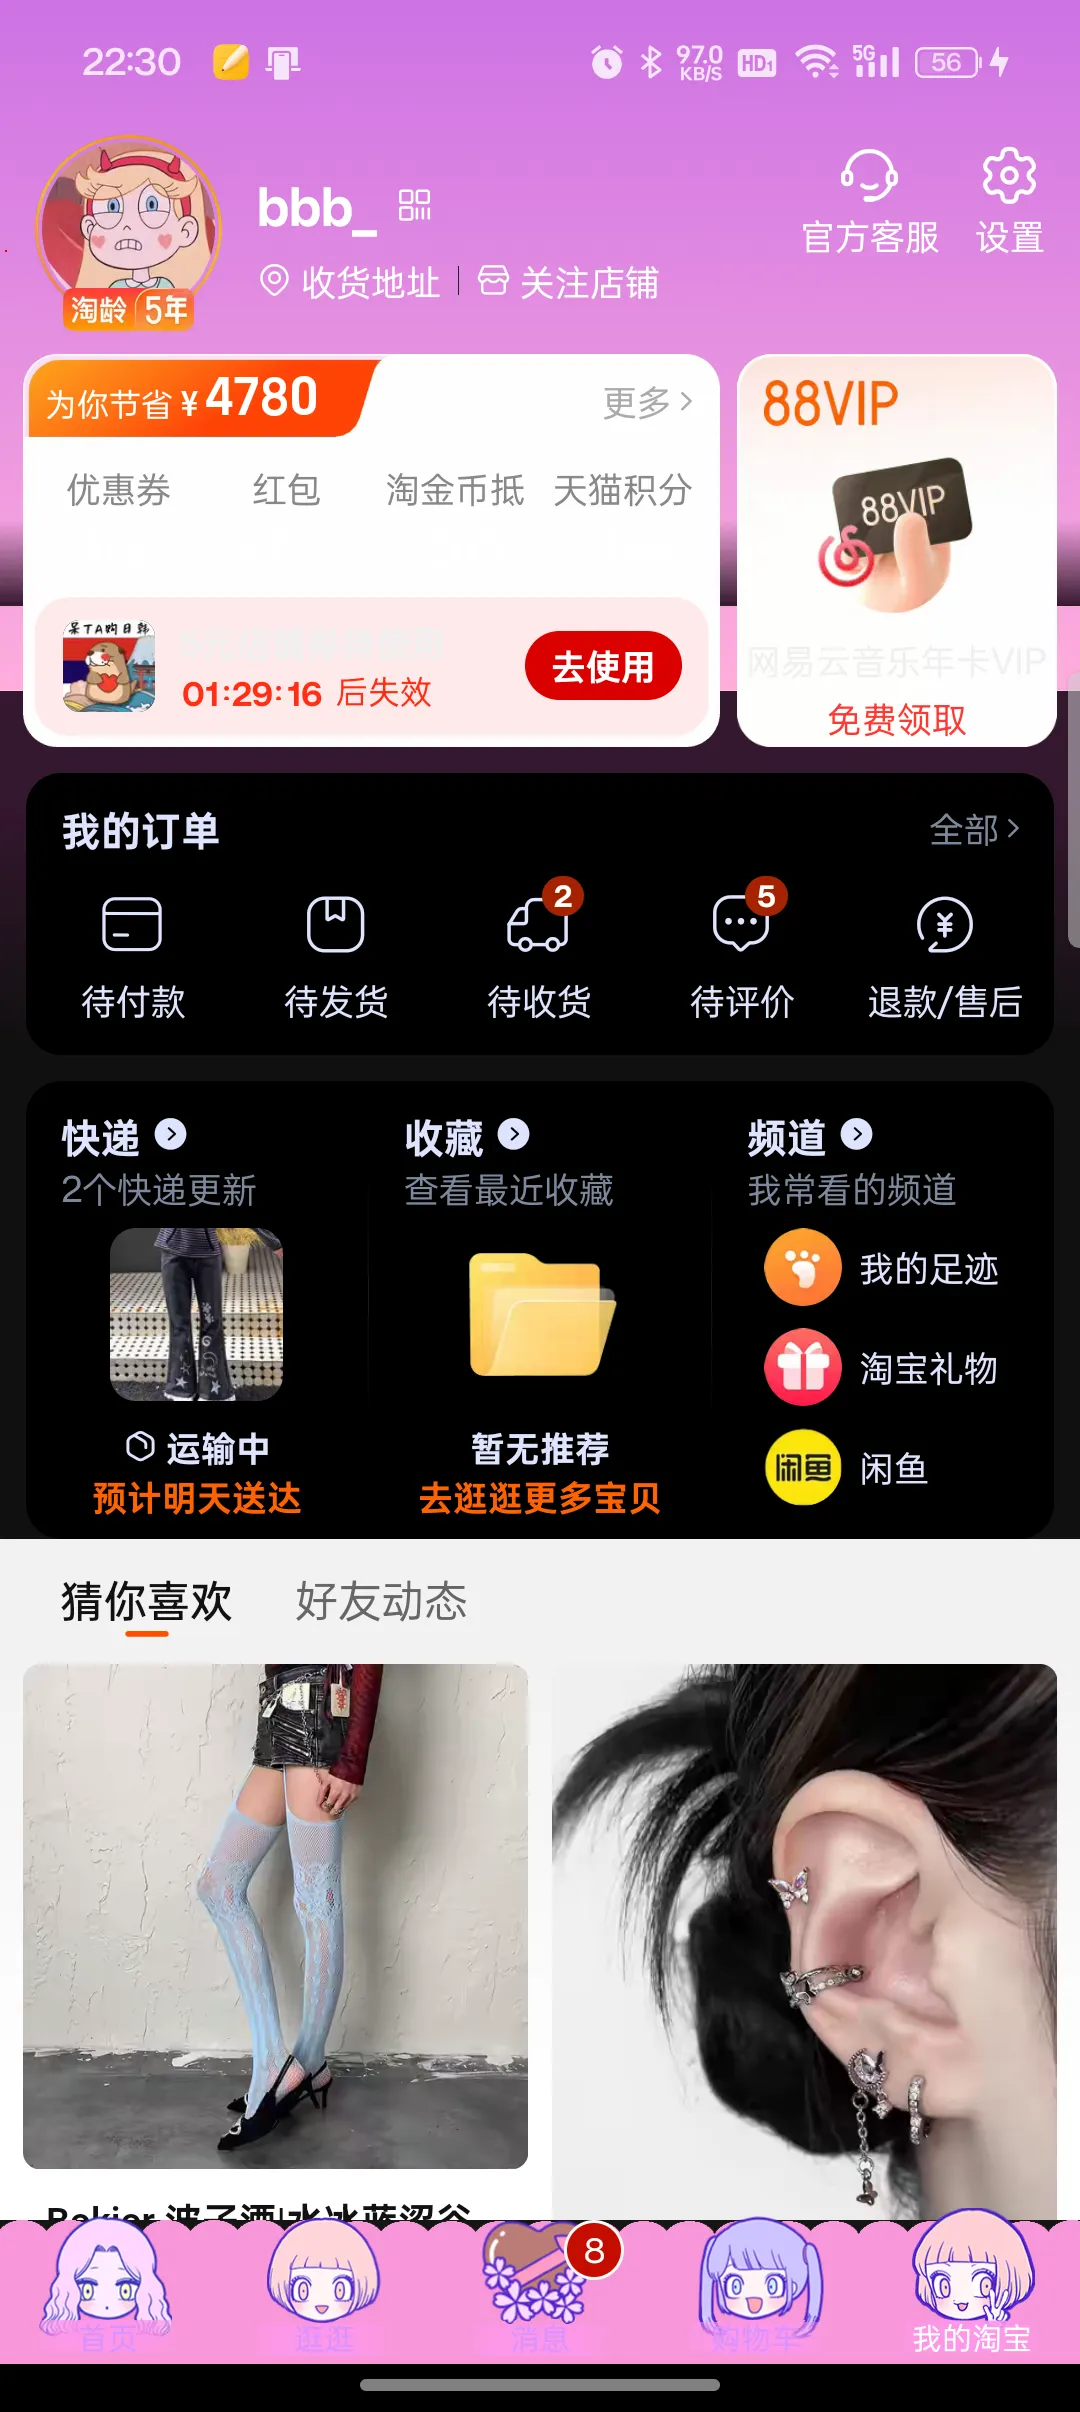 22:30
97.0
KB/S
HD1
5G
56
bbb_
官方客服
设置
收货地址
关注店铺
淘龄 5年
为你节省 ¥4780
更多
88VIP
88VIP
优惠券
红包
淘金币抵
天猫积分
呆TA购日韩
01:29:16 后失效
去使用
网易云音乐年卡VIP
免费领取
我的订单
全部
2
5
待付款
待发货
待收货
待评价
退款/售后
快递
收藏
频道
2个快递更新
查看最近收藏
我常看的频道
我的足迹
淘宝礼物
闲鱼
闲鱼
运输中
暂无推荐
预计明天送达
去逛逛更多宝贝
猜你喜欢
好友动态
8
首页
逛逛
消息
购物车
我的淘宝